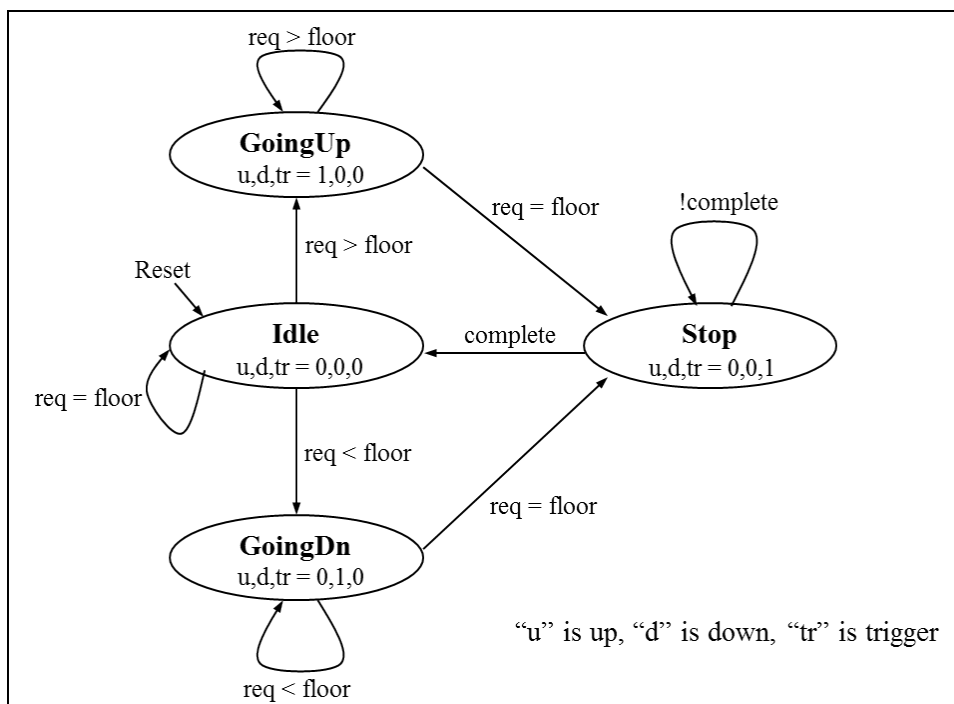 req > floor
GoingUp
u,d,tr = 1,0,0
req = floor
!complete
req > floor
Reset
Idle
u,d,tr = 0,0,0
complete
Stop
u,d,tr = 0,0,1
req = floor
req < floor
req = floor
GoingDn
u,d,tr = 0,1,0
“u” is up, “d” is down, “tr” is trigger
req < floor